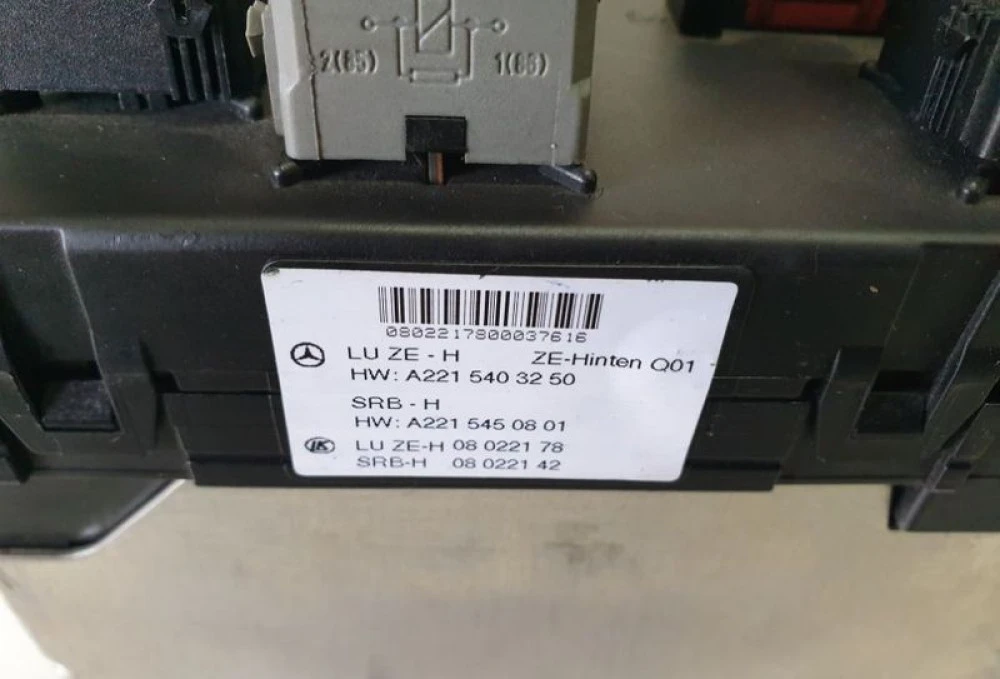 2(85) 1(86)
0802217800037616
LU ZE - H ZE-Hinten Q01
HW: A221 540 32 50
SRB - H
HW: A221 545 08 01
LK LU ZE-H 08 0221 78
SRB-H 08 0221 42